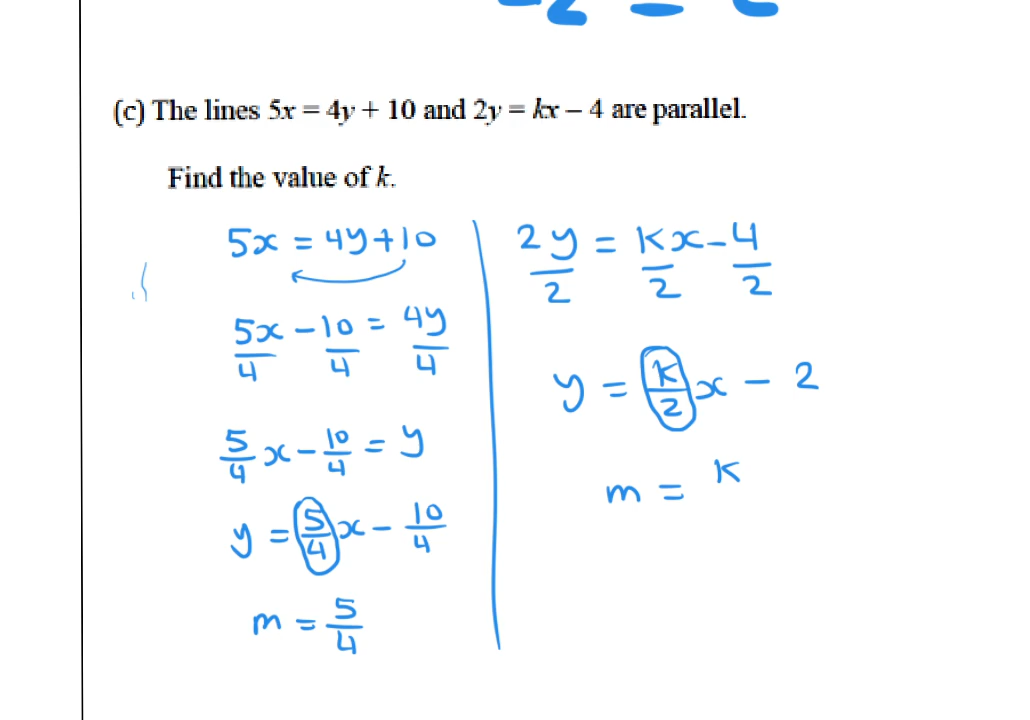 (c) The lines 5x = 4y + 10 and 2y = kx – 4 are parallel.
Find the value of k.
5x = 4y + 10
5x/4 – 10/4 = 4y/4
5/4 x – 10/4 = y
y = 5/4 x – 10/4
m = 5/4
2y/2 = kx/2 – 4/2
y = k/2 x – 2
m = k